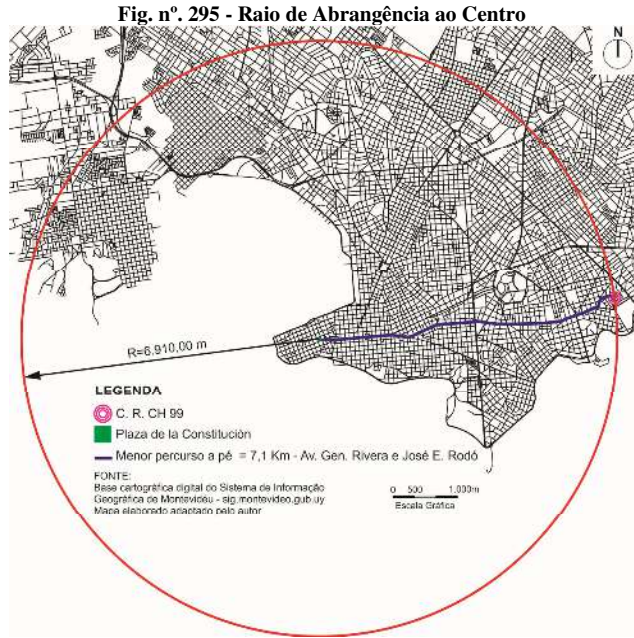 Fig. nº. 295 - Raio de Abrangência ao Centro
N
R=6.910,00 m
LEGENDA
C. R. CH 99
Plaza de la Constitución
Menor percurso a pé = 7,1 Km - Av. Gen. Rivera e José E. Rodó
FONTE:
Base cartográfica digital do Sistema de Informação
Geográfica de Montevidéu - sig.montevideo.gub.uy
Mapa elaborado adaptado pelo autor
0 500 1.000m
Escala Gráfica